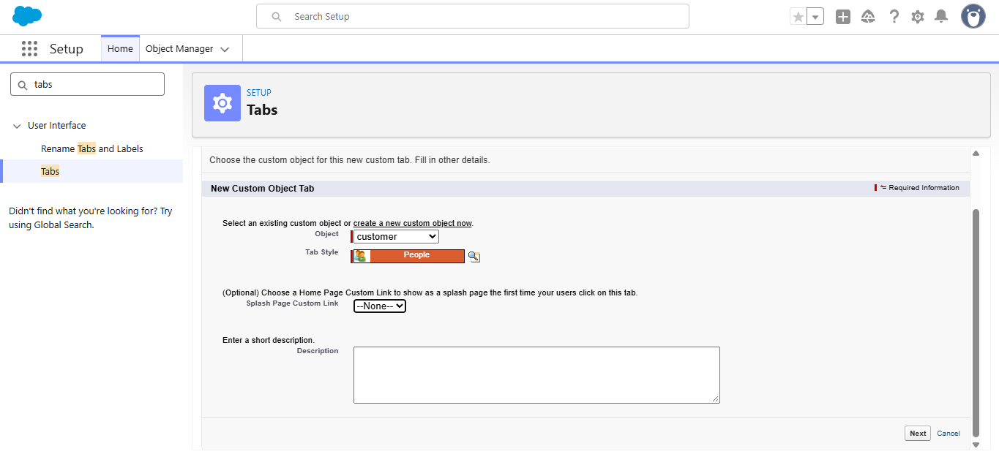 Search Setup
Setup
Home
Object Manager
tabs
User Interface
Rename Tabs and Labels
Tabs
Didn't find what you're looking for? Try
using Global Search.
SETUP
Tabs
Choose the custom object for this new custom tab. Fill in other details.
New Custom Object Tab
*= Required Information
Select an existing custom object or create a new custom object now.
Object
customer
Tab Style
People
(Optional) Choose a Home Page Custom Link to show as a splash page the first time your users click on this tab.
Splash Page Custom Link
--None--
Enter a short description.
Description
Next
Cancel